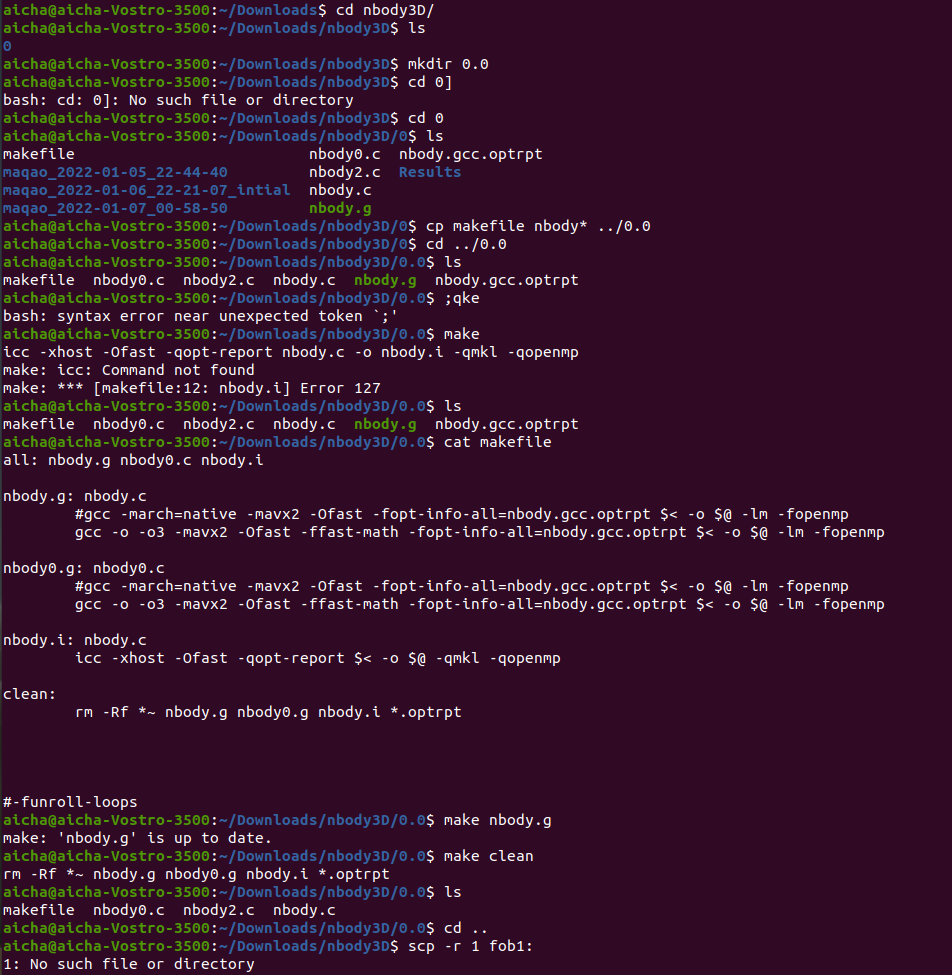 aicha@aicha-Vostro-3500:~/Downloads$ cd nbody3D/
aicha@aicha-Vostro-3500:~/Downloads/nbody3D$ ls
0
aicha@aicha-Vostro-3500:~/Downloads/nbody3D$ mkdir 0.0
aicha@aicha-Vostro-3500:~/Downloads/nbody3D$ cd 0]
bash: cd: 0]: No such file or directory
aicha@aicha-Vostro-3500:~/Downloads/nbody3D$ cd 0
aicha@aicha-Vostro-3500:~/Downloads/nbody3D/0$ ls
makefile                          nbody0.c  nbody.gcc.optrpt
maqao_2022-01-05_22-44-40         nbody2.c  Results
maqao_2022-01-06_22-21-07_intial  nbody.c
maqao_2022-01-07_00-58-50         nbody.g
aicha@aicha-Vostro-3500:~/Downloads/nbody3D/0$ cp makefile nbody* ../0.0
aicha@aicha-Vostro-3500:~/Downloads/nbody3D/0$ cd ../0.0
aicha@aicha-Vostro-3500:~/Downloads/nbody3D/0.0$ ls
makefile  nbody0.c  nbody2.c  nbody.c  nbody.g  nbody.gcc.optrpt
aicha@aicha-Vostro-3500:~/Downloads/nbody3D/0.0$ ;qke
bash: syntax error near unexpected token `;'
aicha@aicha-Vostro-3500:~/Downloads/nbody3D/0.0$ make
icc -xhost -Ofast -qopt-report nbody.c -o nbody.i -qmkl -qopenmp
make: icc: Command not found
make: *** [makefile:12: nbody.i] Error 127
aicha@aicha-Vostro-3500:~/Downloads/nbody3D/0.0$ ls
makefile  nbody0.c  nbody2.c  nbody.c  nbody.g  nbody.gcc.optrpt
aicha@aicha-Vostro-3500:~/Downloads/nbody3D/0.0$ cat makefile
all: nbody.g nbody0.c nbody.i

nbody.g: nbody.c
        #gcc -march=native -mavx2 -Ofast -fopt-info-all=nbody.gcc.optrpt $< -o $@ -lm -fopenmp
        gcc -o -o3 -mavx2 -Ofast -ffast-math -fopt-info-all=nbody.gcc.optrpt $< -o $@ -lm -fopenmp

nbody0.g: nbody0.c
        #gcc -march=native -mavx2 -Ofast -fopt-info-all=nbody.gcc.optrpt $< -o $@ -lm -fopenmp
        gcc -o -o3 -mavx2 -Ofast -ffast-math -fopt-info-all=nbody.gcc.optrpt $< -o $@ -lm -fopenmp

nbody.i: nbody.c
        icc -xhost -Ofast -qopt-report $< -o $@ -qmkl -qopenmp

clean:
        rm -Rf *~ nbody.g nbody0.g nbody.i *.optrpt

#-funroll-loops
aicha@aicha-Vostro-3500:~/Downloads/nbody3D/0.0$ make nbody.g
make: 'nbody.g' is up to date.
aicha@aicha-Vostro-3500:~/Downloads/nbody3D/0.0$ make clean
rm -Rf *~ nbody.g nbody0.g nbody.i *.optrpt
aicha@aicha-Vostro-3500:~/Downloads/nbody3D/0.0$ ls
makefile  nbody0.c  nbody2.c  nbody.c
aicha@aicha-Vostro-3500:~/Downloads/nbody3D/0.0$ cd ..
aicha@aicha-Vostro-3500:~/Downloads/nbody3D$ scp -r 1 fob1:
1: No such file or directory